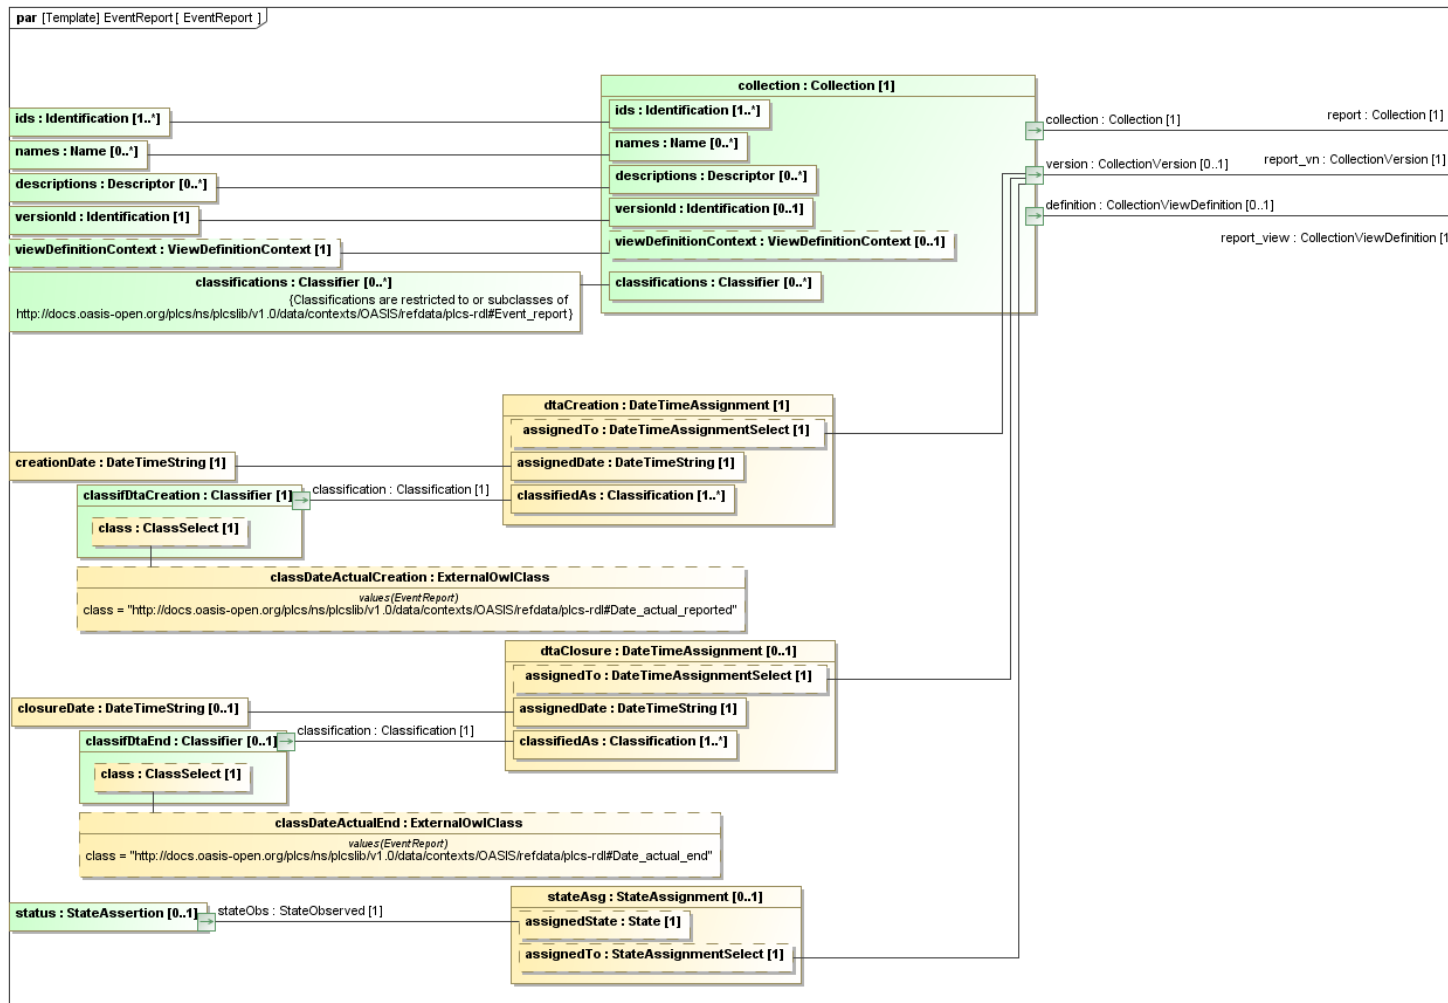 par [Template] EventReport [ EventReport ]
collection : Collection [1]
ids : Identification [1..*]
ids : Identification [1..*]
collection : Collection [1]
report : Collection [1]
names : Name [0..*]
names : Name [0..*]
version : CollectionVersion [0..1]
report_vn : CollectionVersion [1]
descriptions : Descriptor [0..*]
descriptions : Descriptor [0..*]
versionId : Identification [1]
versionId : Identification [0..1]
definition : CollectionViewDefinition [0..1]
report_view : CollectionViewDefinition [1
viewDefinitionContext : ViewDefinitionContext [1]
viewDefinitionContext : ViewDefinitionContext [0..1]
classifications : Classifier [0..*]
{Classifications are restricted to or subclasses of
http://docs.oasis-open.org/plcs/ns/plcslib/v1.0/data/contexts/OASIS/refdata/plcs-rdl#Event_report}
classifications : Classifier [0..*]
dtaCreation : DateTimeAssignment [1]
assignedTo : DateTimeAssignmentSelect [1]
creationDate : DateTimeString [1]
assignedDate : DateTimeString [1]
classifDtaCreation : Classifier [1]
classification : Classification [1]
classifiedAs : Classification [1..*]
class : ClassSelect [1]
classDateActualCreation : ExternalOwlClass
values(EventReport)
class = "http://docs.oasis-open.org/plcs/ns/plcslib/v1.0/data/contexts/OASIS/refdata/plcs-rdl#Date_actual_reported"
dtaClosure : DateTimeAssignment [0..1]
assignedTo : DateTimeAssignmentSelect [1]
closureDate : DateTimeString [0..1]
assignedDate : DateTimeString [1]
classifDtaEnd : Classifier [0..1]
classification : Classification [1]
classifiedAs : Classification [1..*]
class : ClassSelect [1]
classDateActualEnd : ExternalOwlClass
values(EventReport)
class = "http://docs.oasis-open.org/plcs/ns/plcslib/v1.0/data/contexts/OASIS/refdata/plcs-rdl#Date_actual_end"
stateAsg : StateAssignment [0..1]
status : StateAssertion [0..1]
stateObs : StateObserved [1]
assignedState : State [1]
assignedTo : StateAssignmentSelect [1]